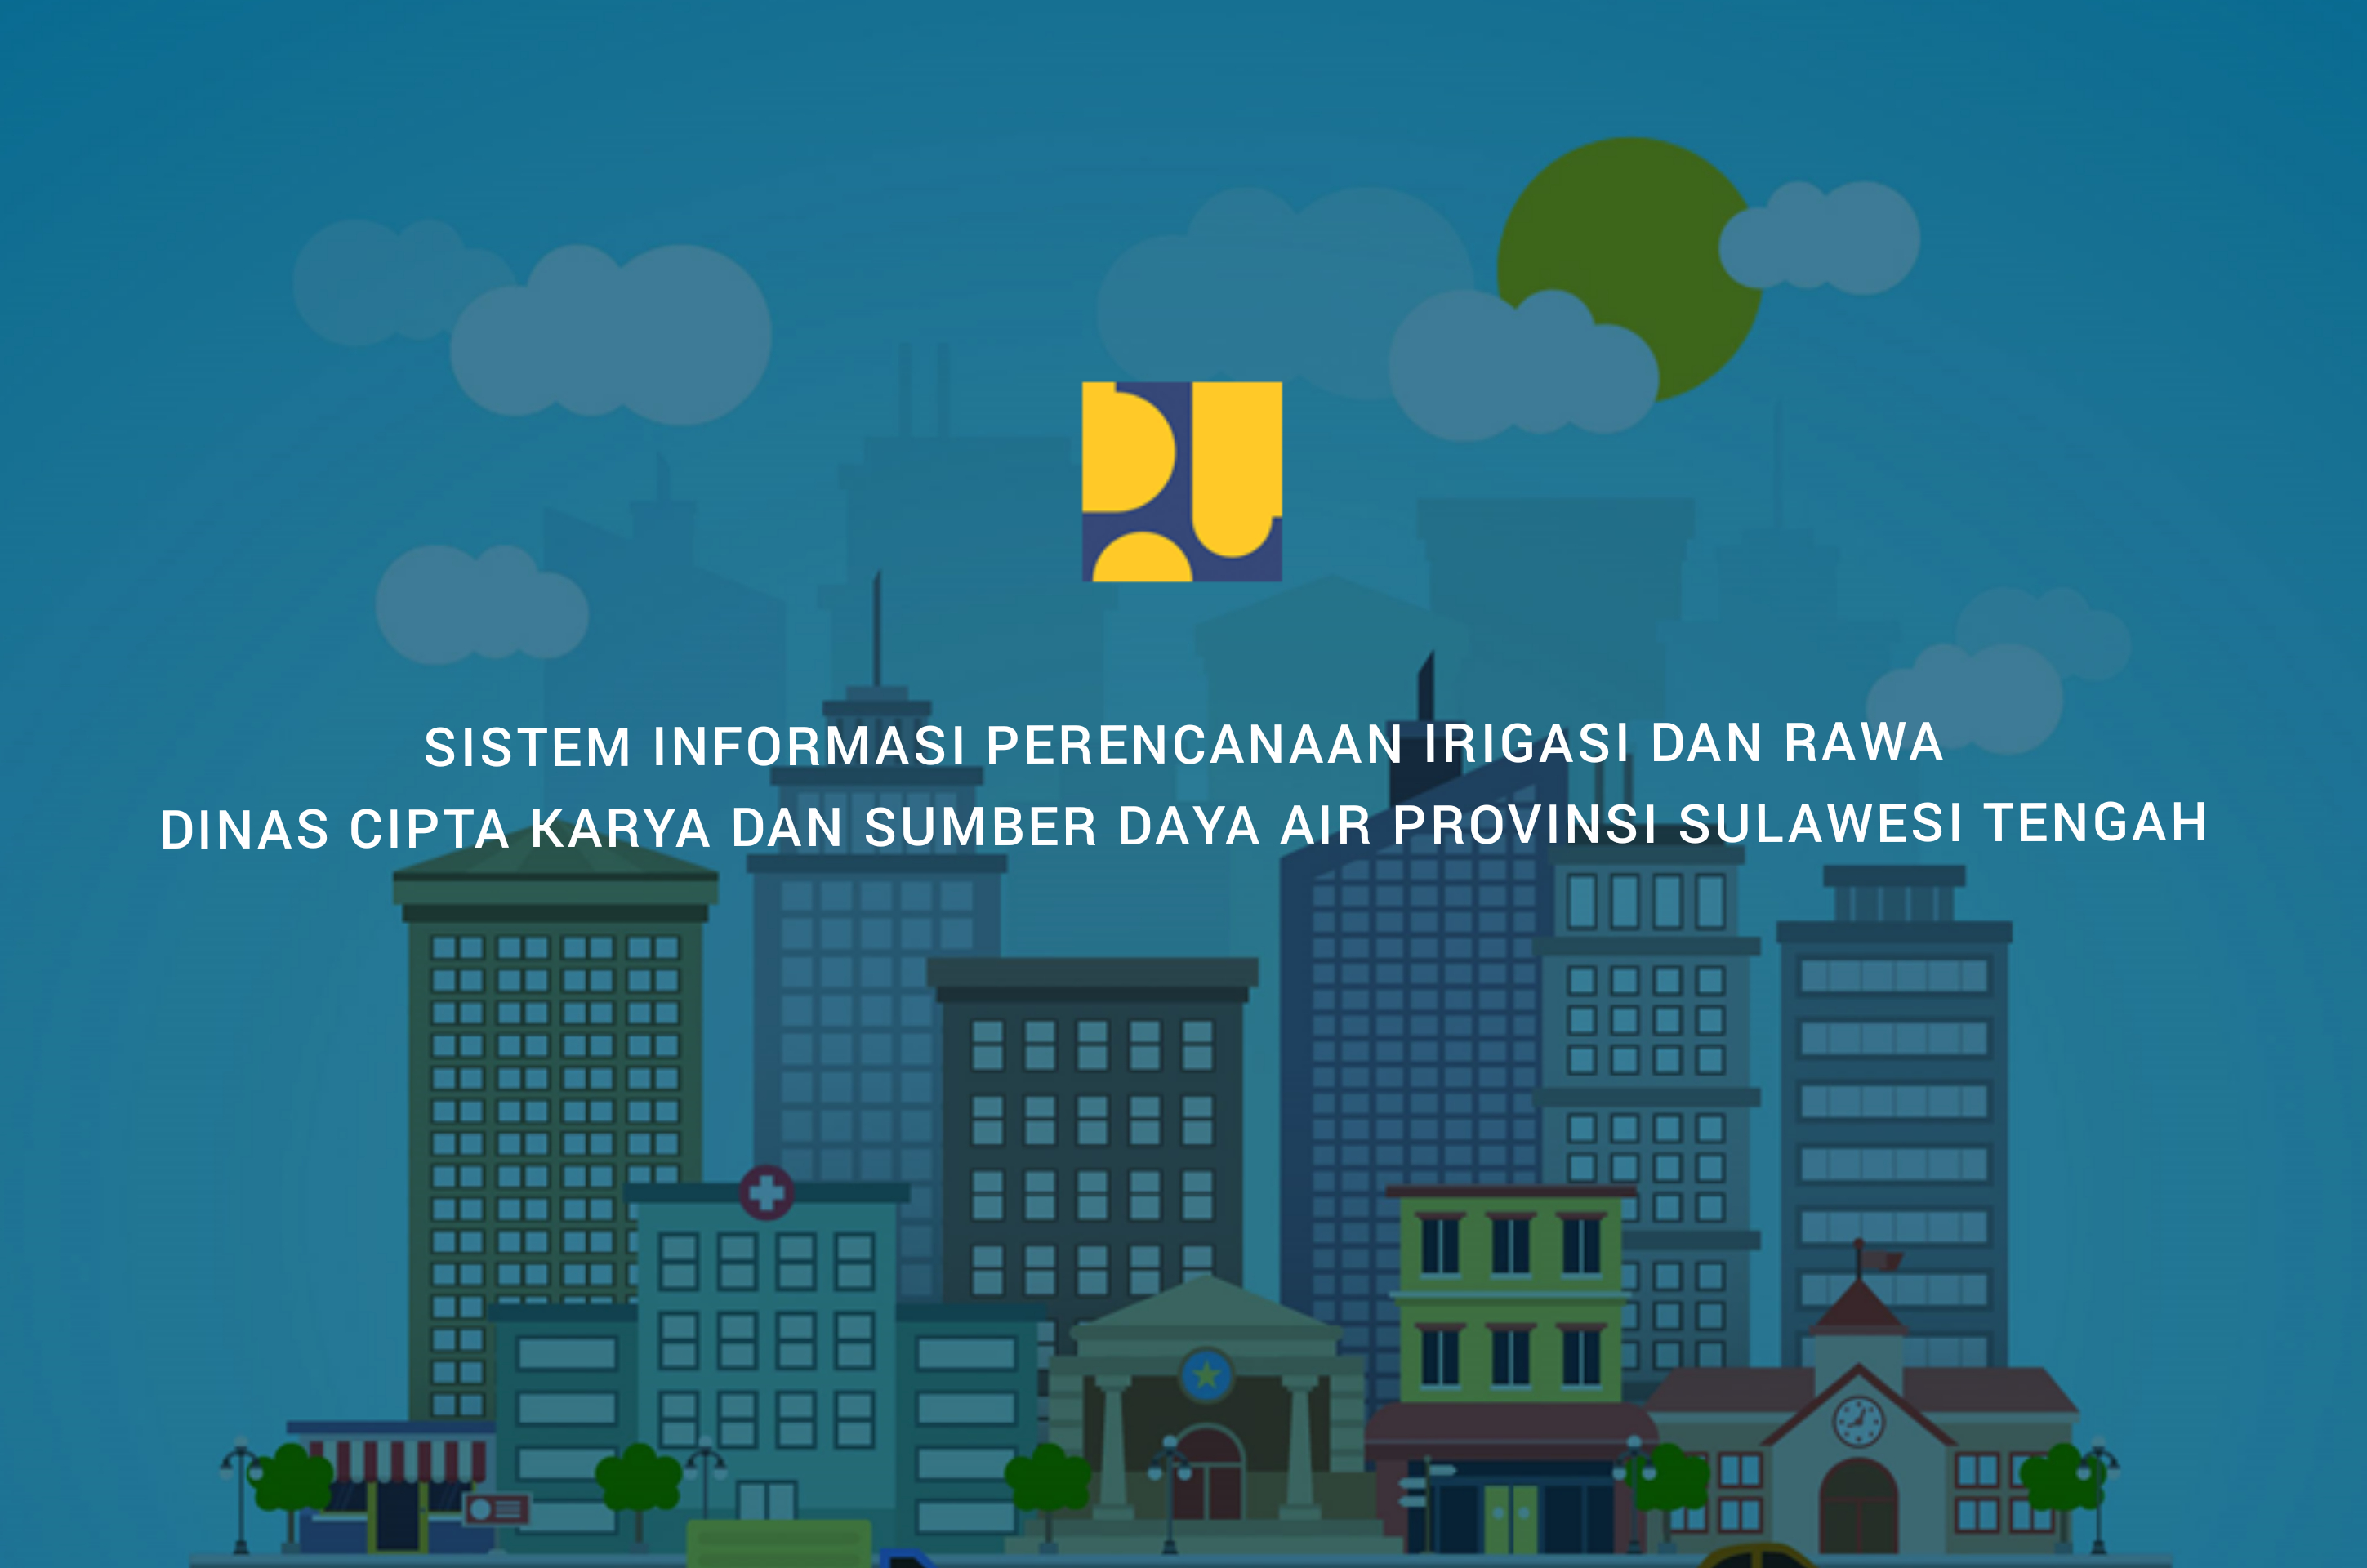 SISTEM INFORMASI PERENCANAAN IRIGASI DAN RAWA
DINAS CIPTA KARYA DAN SUMBER DAYA AIR PROVINSI SULAWESI TENGAH